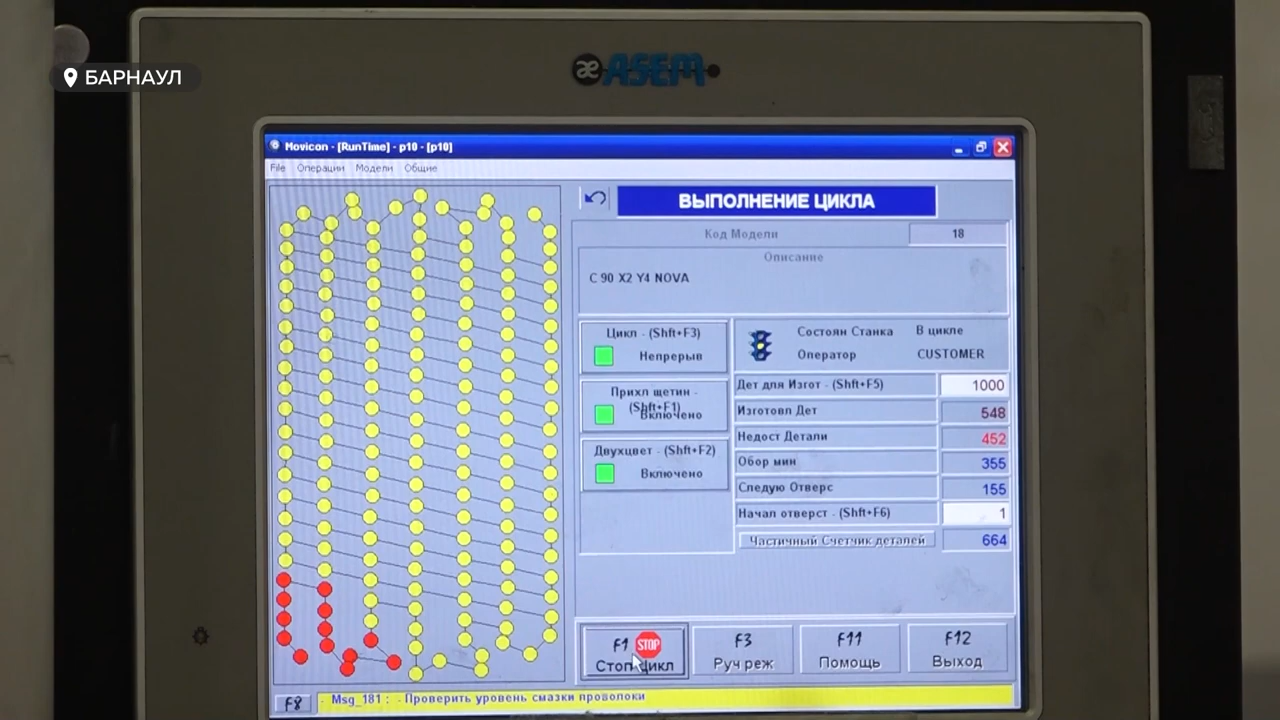 БАРНАУЛ
ASEM
Movicon - [RunTime] - p10 - [p10]
File Операции Модели Общие
ВЫПОЛНЕНИЕ ЦИКЛА
Код Модели 18
Описание
C 90 X2 Y4 NOVA
Цикл - (Shft+F3)
Непрерыв
Прихл щетин -
(Shft+F1)
Включено
Двухцвет - (Shft+F2)
Включено
Состоян Станка В цикле
Оператор CUSTOMER
Дет для Изгот - (Shft+F5) 1000
Изготовл Дет 548
Недост Детали 452
Обор мин 355
Следую Отверс 155
Начал отверст - (Shft+F6) 1
Частичный Счетчик деталей 664
F1 STOP
Стоп Цикл
F3
Руч реж
F11
Помощь
F12
Выход
F8 - Msg_181 : - Проверить уровень смазки проволоки